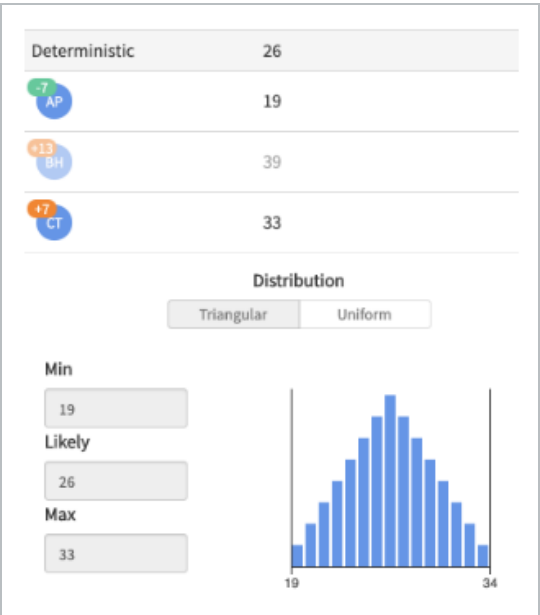 Deterministic 26
-7
AP 19
+13
BH 39
+7
CT 33
Distribution
Triangular Uniform
Min
19
Likely
26
Max
33
19 34